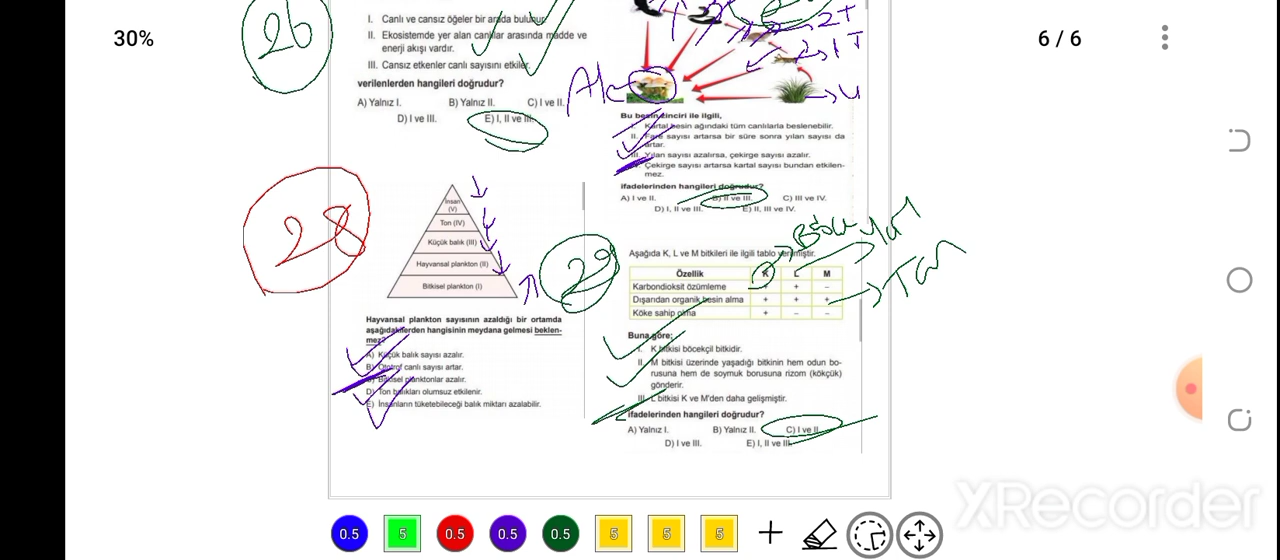 30%
6 / 6
26
I. Canlı ve cansız öğeler bir arada bulunur.
II. Ekosistemde yer alan canlılar arasında madde ve
enerji akışı vardır.
III. Cansız etkenler canlı sayısını etkiler.
verilenlerden hangileri doğrudur?
A) Yalnız I. B) Yalnız II. C) I ve II.
D) I ve III. E) I, II ve III.
28
İnsan
(V)
Ton (IV)
Küçük balık (III)
Hayvansal plankton (II)
Bitkisel plankton (I)
Hayvansal plankton sayısının azaldığı bir ortamda
aşağıdakilerden hangisinin meydana gelmesi beklen-
mez?
A) Küçük balık sayısı azalır.
B) Ototrof canlı sayısı artar.
C) Bitkisel planktonlar azalır.
D) Ton balıkları olumsuz etkilenir.
E) İnsanların tüketebileceği balık miktarı azalabilir.
2T
1T
Bu besin zinciri ile ilgili,
I. Kartal besin ağındaki tüm canlılarla beslenebilir.
II. Fare sayısı artarsa bir süre sonra yılan sayısı da
artar.
III. Yılan sayısı azalırsa, çekirge sayısı azalır.
Çekirge sayısı artarsa kartal sayısı bundan etkilen-
mez.
ifadelerinden hangileri doğrudur?
A) I ve II. B) II ve III. C) III ve IV.
D) I, II ve III. E) II, III ve IV.
29
Aşağıda K, L ve M bitkileri ile ilgili tablo verilmiştir.
Özellik K L M
Karbondioksit özümleme + + –
Dışarıdan organik besin alma + + +
Köke sahip olma + – –
Buna göre;
I. K bitkisi böcekçil bitkidir.
II. M bitkisi üzerinde yaşadığı bitkinin hem odun bo-
rusuna hem de soymuk borusuna rizom (kökçük)
gönderir.
III. L bitkisi K ve M'den daha gelişmiştir.
ifadelerinden hangileri doğrudur?
A) Yalnız I. B) Yalnız II. C) I ve II.
D) I ve III. E) I, II ve III.
0.5 5 0.5 0.5 0.5 5 5 5
XRecorder